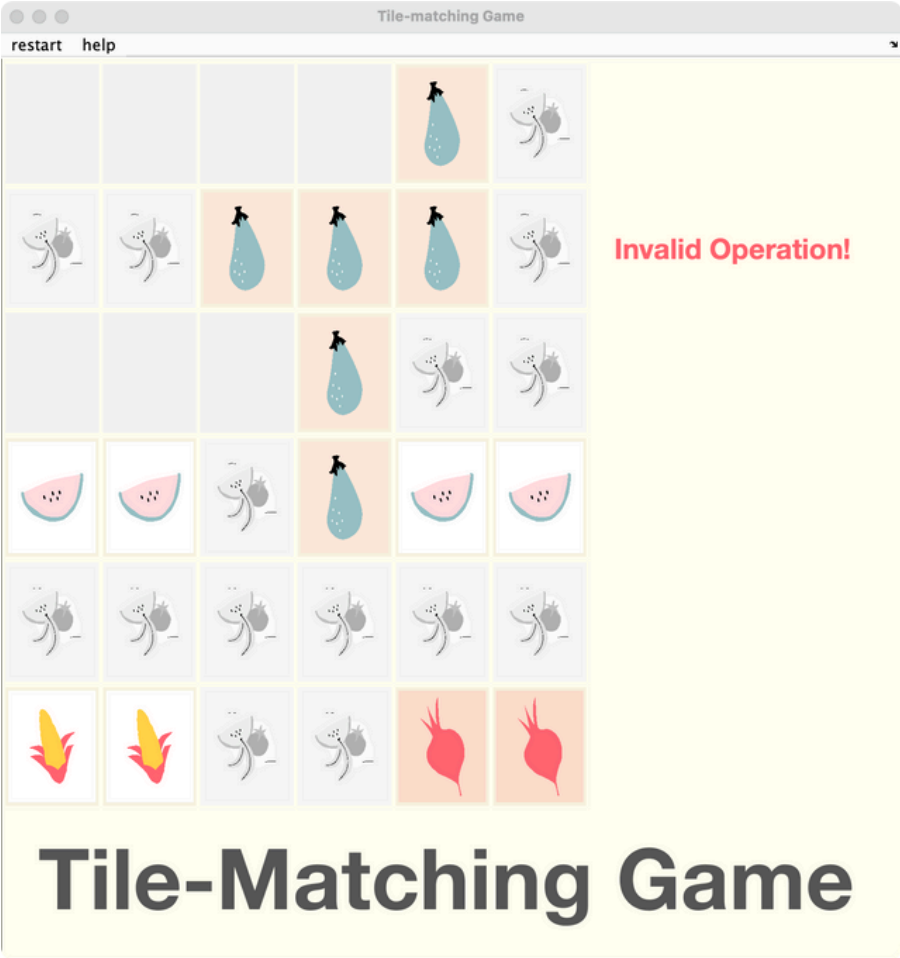 Tile-matching Game
restart help
Invalid Operation!
Tile-Matching Game